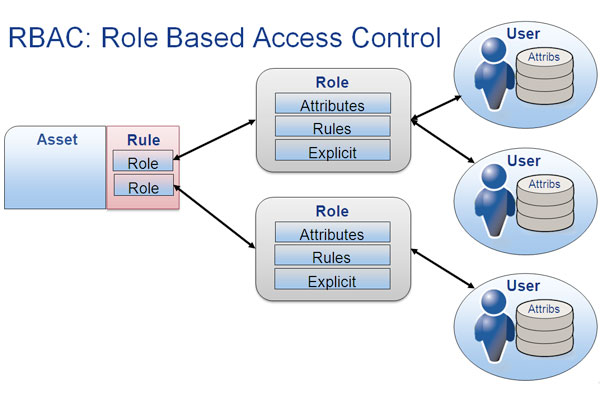 RBAC: Role Based Access Control
Asset
Rule
Role
Role
Role
Attributes
Rules
Explicit
Role
Attributes
Rules
Explicit
User
Attribs
User
Attribs
User
Attribs